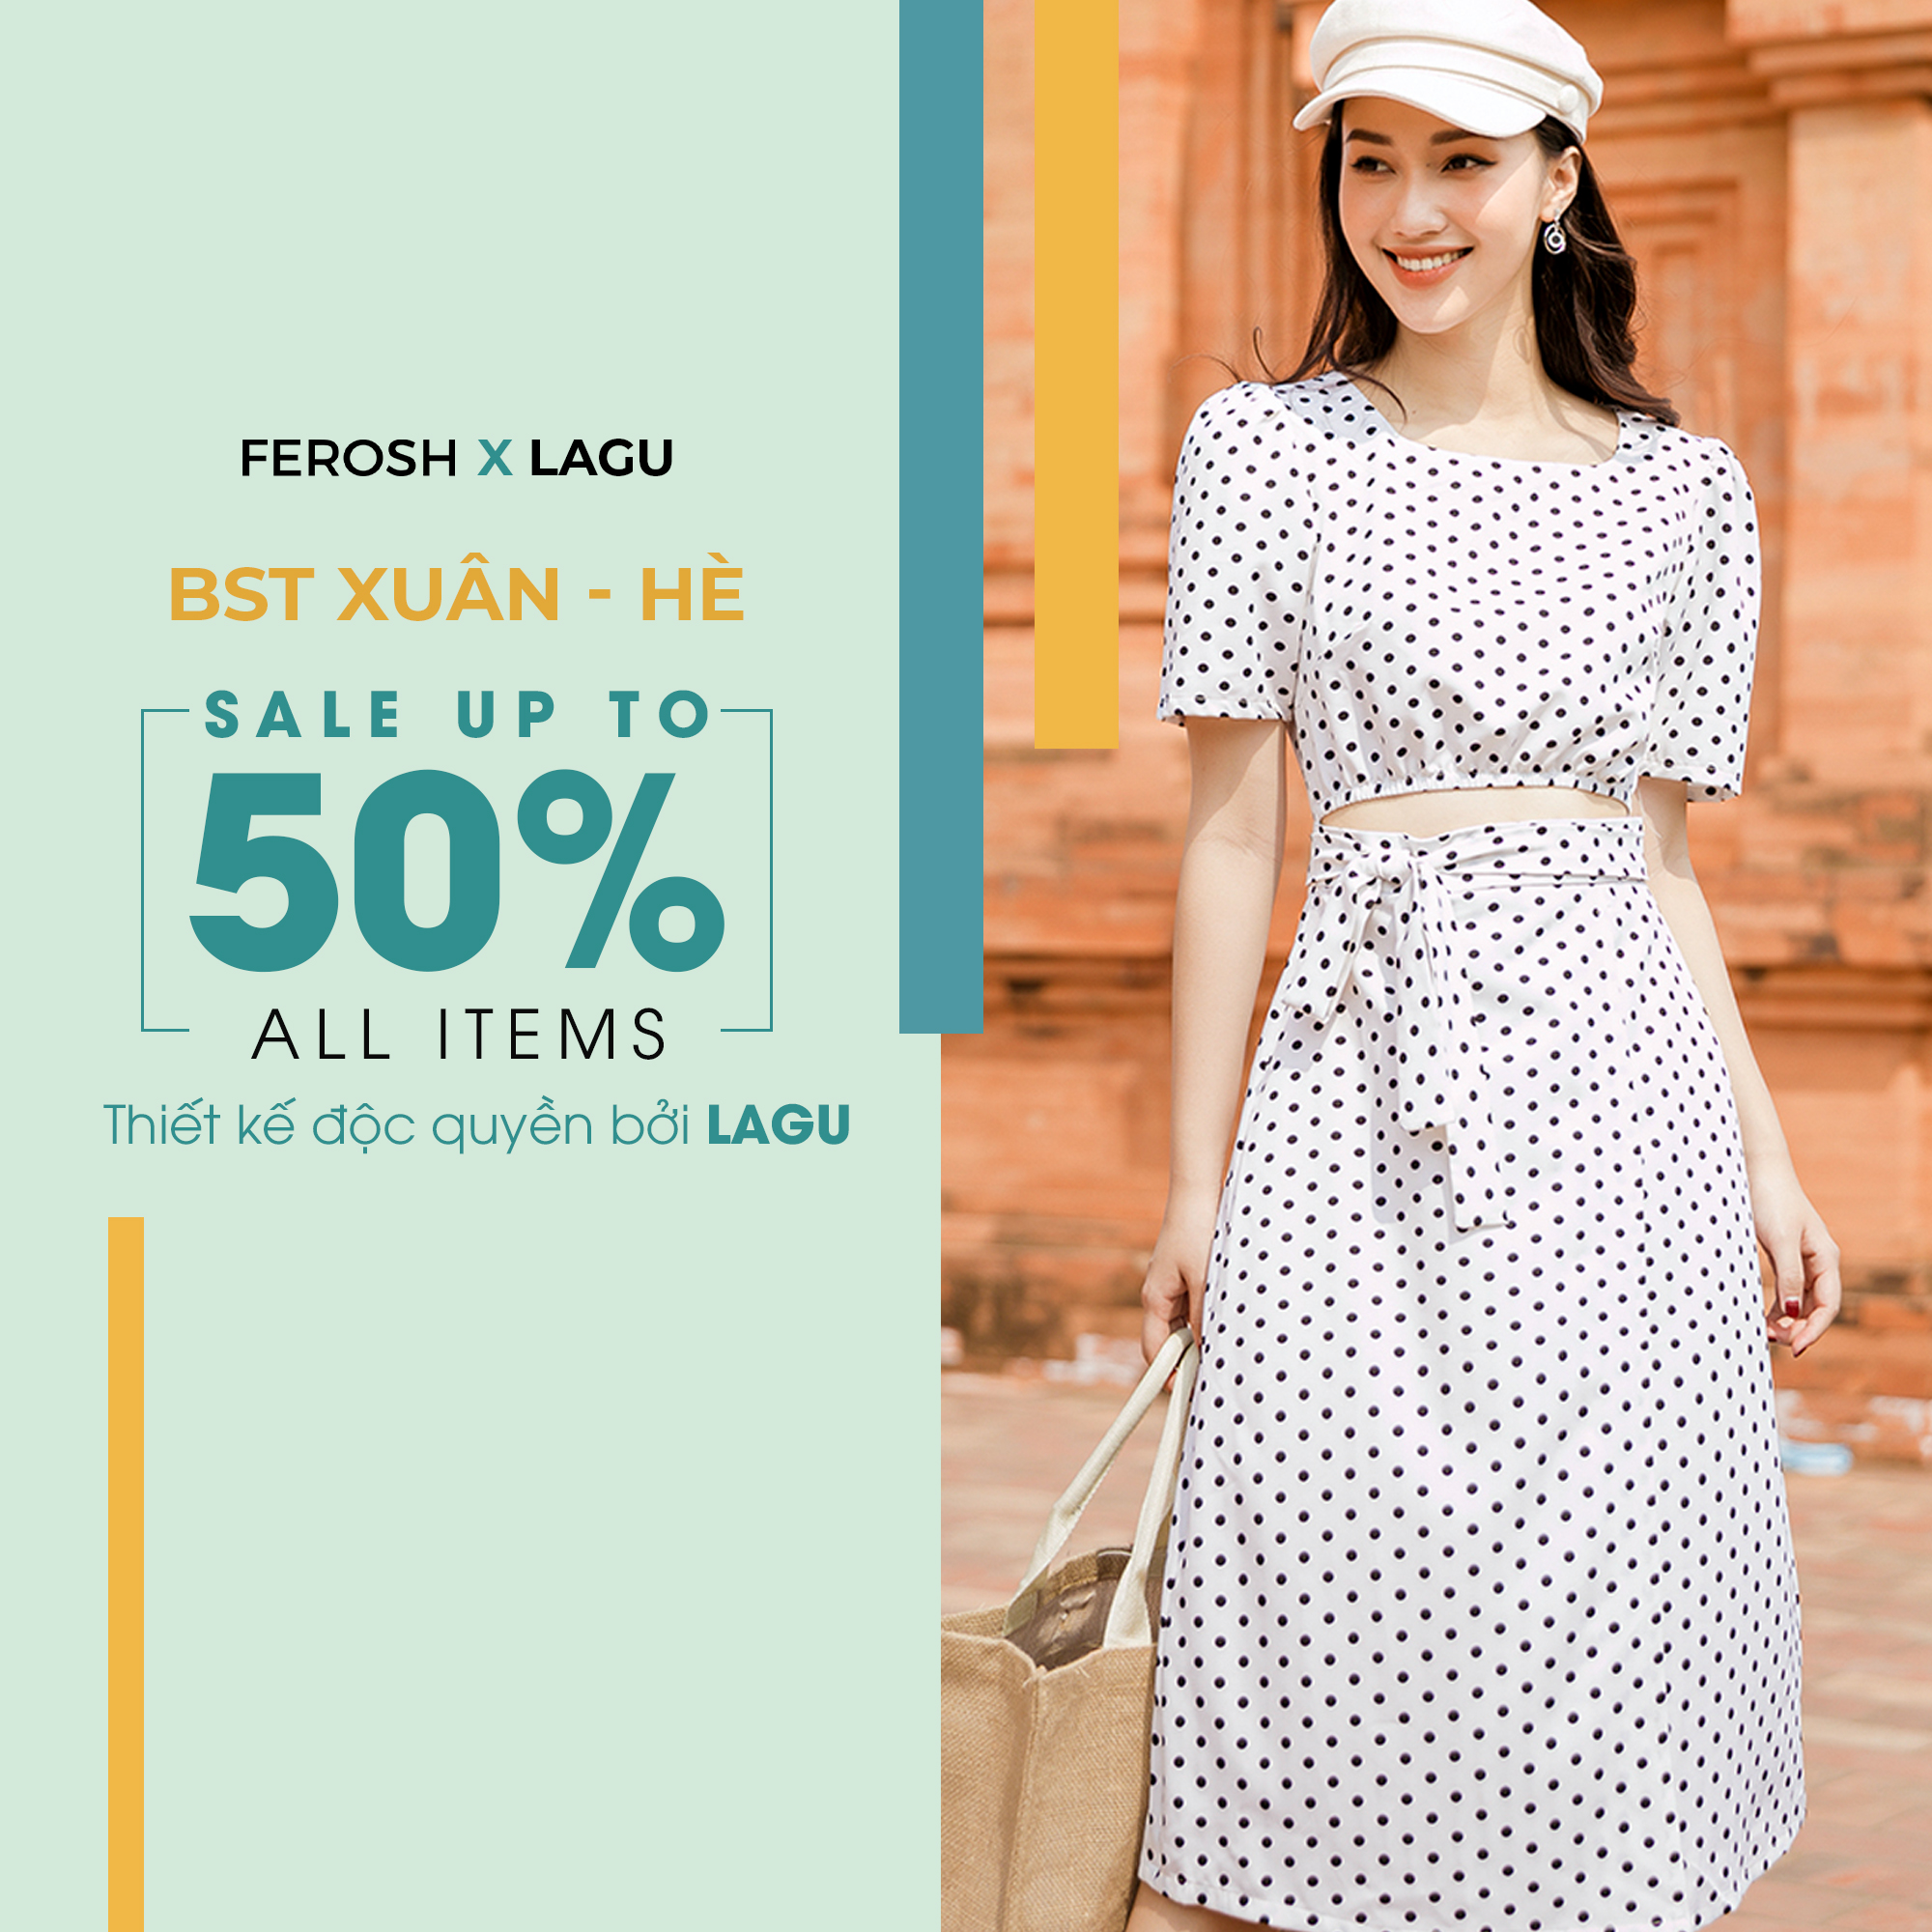 FEROSH X LAGU
BST XUÂN - HÈ
SALE UP TO
50%
ALL ITEMS
Thiết kế độc quyền bởi LAGU